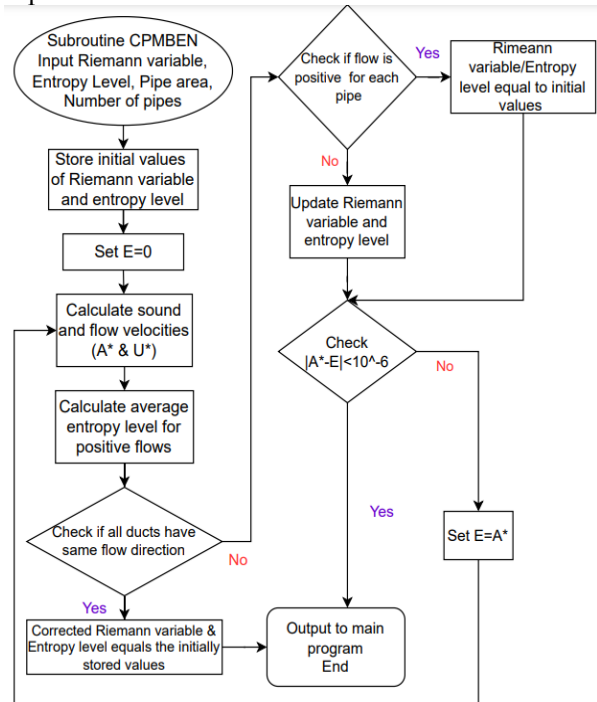 Subroutine CPMBEN
Input Riemann variable,
Entropy Level, Pipe area,
Number of pipes
Store initial values
of Riemann variable
and entropy level
Set E=0
Calculate sound
and flow velocities
(A* & U*)
Calculate average
entropy level for
positive flows
Check if all ducts have
same flow direction
No
Yes
Corrected Riemann variable &
Entropy level equals the initially
stored values
Check if flow is
positive for each
pipe
Yes
Rimeann
variable/Entropy
level equal to initial
values
No
Update Riemann
variable and
entropy level
Check
|A*-E|<10^-6
No
Yes
Set E=A*
Output to main
program
End